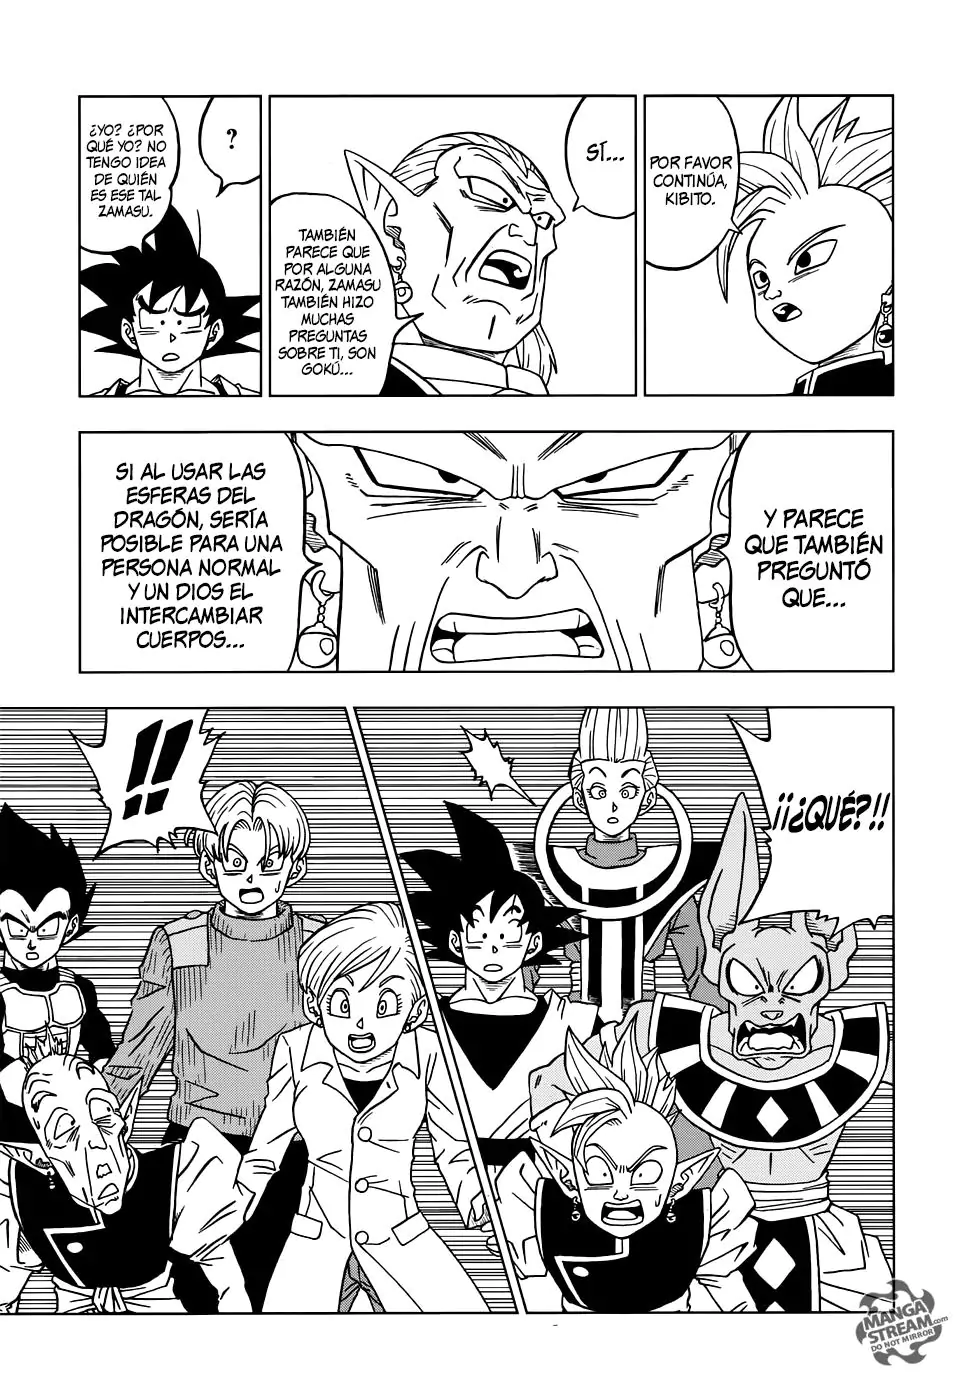 POR FAVOR
CONTINÚA,
KIBITO.
SÍ...
TAMBIÉN
PARECE QUE
POR ALGUNA
RAZÓN, ZAMASU
TAMBIÉN HIZO
MUCHAS
PREGUNTAS
SOBRE TI, SON
GOKÚ...
?
¿YO? ¿POR
QUÉ YO? NO
TENGO IDEA
DE QUIÉN
ES ESE TAL
ZAMASU.
Y PARECE
QUE TAMBIÉN
PREGUNTÓ
QUE...
SI AL USAR LAS
ESFERAS DEL
DRAGÓN, SERÍA
POSIBLE PARA UNA
PERSONA NORMAL
Y UN DIOS EL
INTERCAMBIAR
CUERPOS...
¡¡¿QUÉ?!!
!!
MANGA
STREAM.com
DO NOT MIRROR!